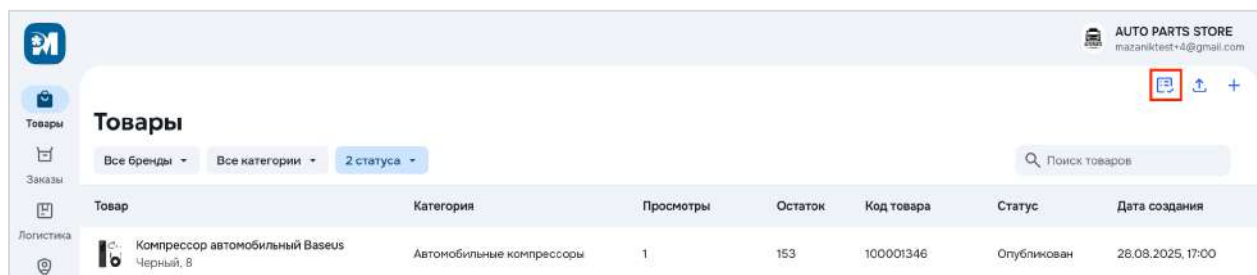 AUTO PARTS STORE
mazaniktest+4@gmail.com
Товары
Товары
Все бренды
Все категории
2 статуса
Поиск товаров
Заказы
Товар
Категория
Просмотры
Остаток
Код товара
Статус
Дата создания
Логистика
Компрессор автомобильный Baseus
Черный, 8
Автомобильные компрессоры
1
153
100001346
Опубликован
28.08.2025, 17:00